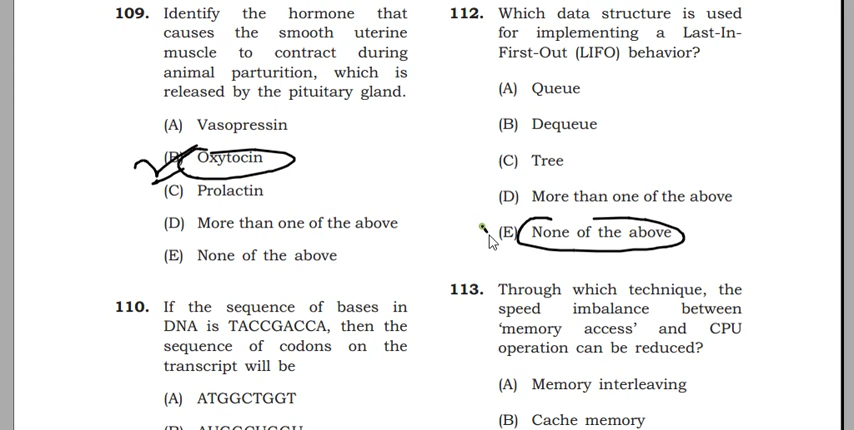 109. Identify the hormone that
causes the smooth uterine
muscle to contract during
animal parturition, which is
released by the pituitary gland.
(A) Vasopressin
(B) Oxytocin
(C) Prolactin
(D) More than one of the above
(E) None of the above
110. If the sequence of bases in
DNA is TACCGACCA, then the
sequence of codons on the
transcript will be
(A) ATGGCTGGT
112. Which data structure is used
for implementing a Last-In-
First-Out (LIFO) behavior?
(A) Queue
(B) Dequeue
(C) Tree
(D) More than one of the above
(E) None of the above
113. Through which technique, the
speed imbalance between
‘memory access’ and CPU
operation can be reduced?
(A) Memory interleaving
(B) Cache memory